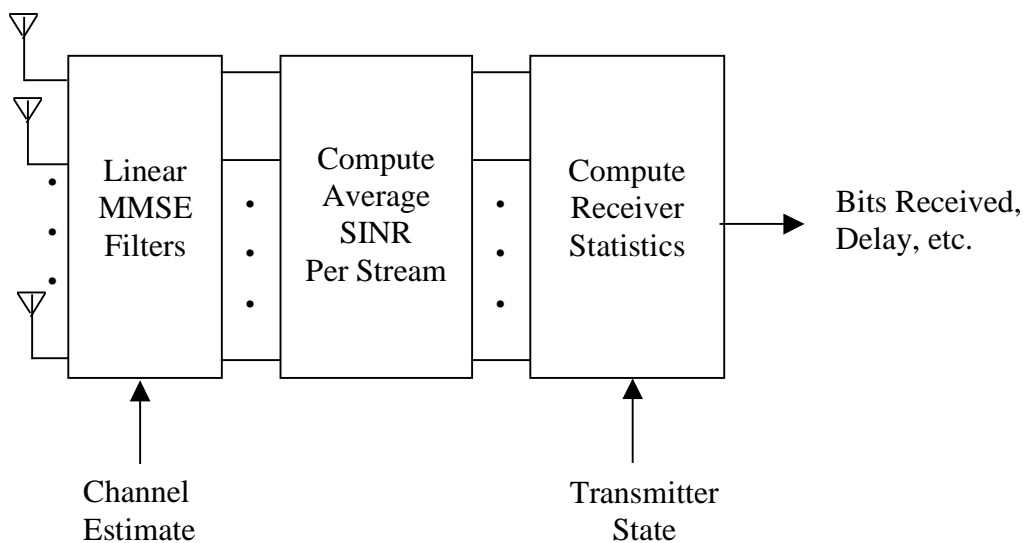 Linear
MMSE
Filters
Compute
Average
SINR
Per Stream
Compute
Receiver
Statistics
Bits Received,
Delay, etc.
Channel
Estimate
Transmitter
State